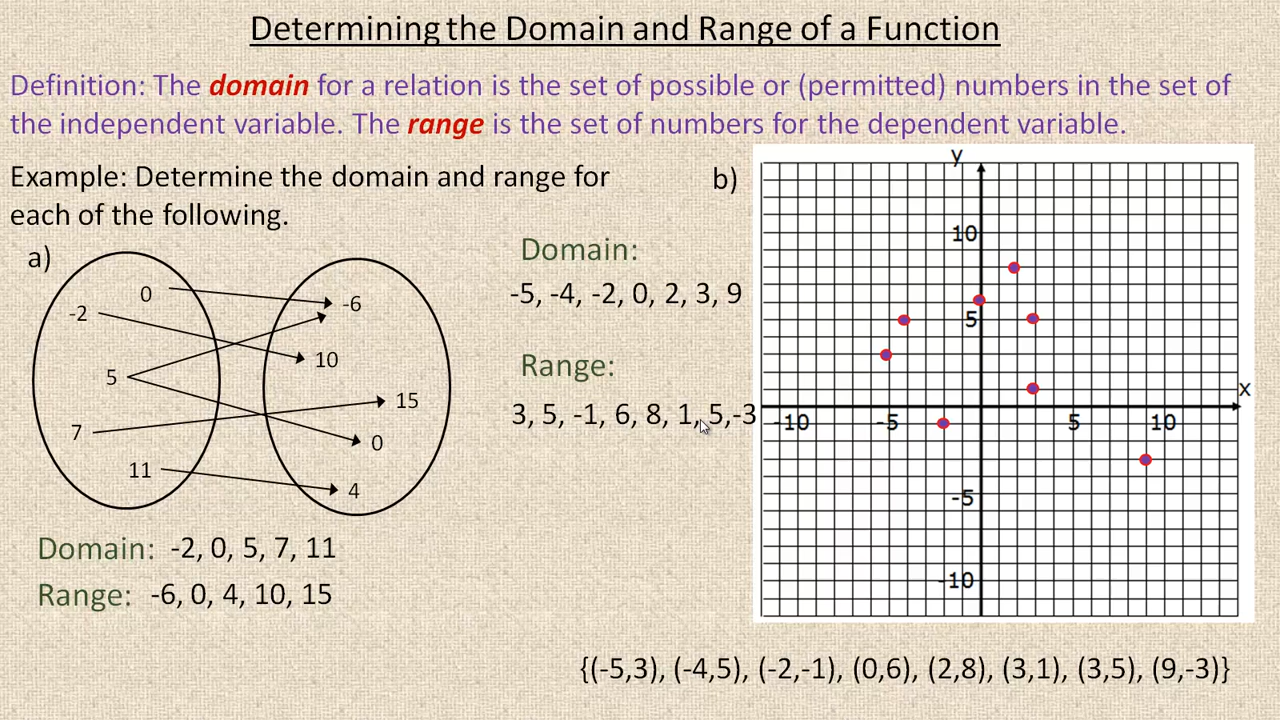 Determining the Domain and Range of a Function
Definition: The domain for a relation is the set of possible or (permitted) numbers in the set of
the independent variable. The range is the set of numbers for the dependent variable.
Example: Determine the domain and range for
each of the following.
a)
0
-2
5
7
11
-6
10
15
0
4
Domain: -2, 0, 5, 7, 11
Range: -6, 0, 4, 10, 15
b)
Domain:
-5, -4, -2, 0, 2, 3, 9
Range:
3, 5, -1, 6, 8, 1, 5,-3
y
10
5
x
-10
-5
5
10
-5
-10
{(-5,3), (-4,5), (-2,-1), (0,6), (2,8), (3,1), (3,5), (9,-3)}